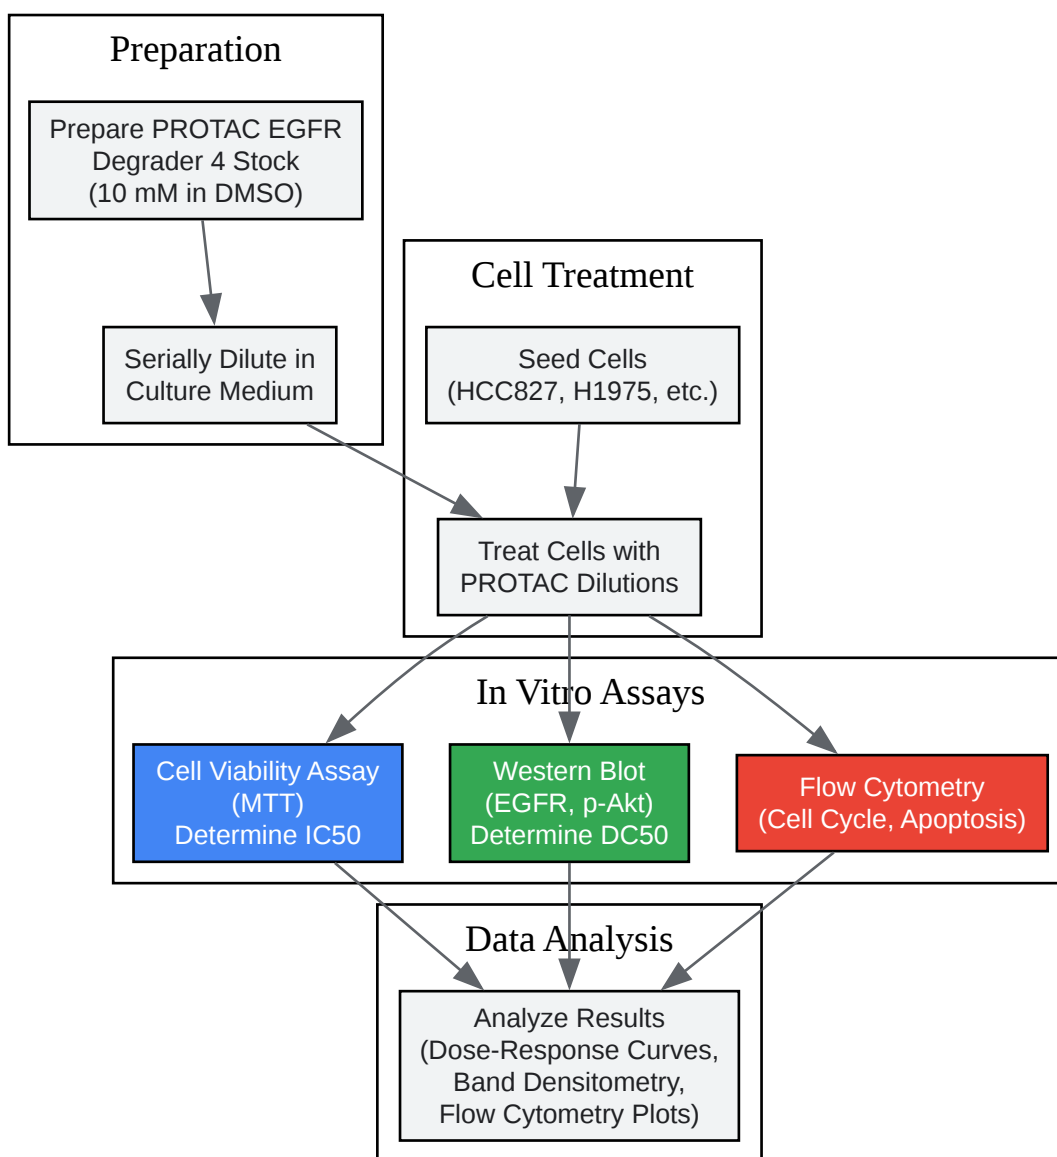 Preparation
Prepare PROTAC EGFR
Degrader 4 Stock
(10 mM in DMSO)
Serially Dilute in
Culture Medium
Cell Treatment
Seed Cells
(HCC827, H1975, etc.)
Treat Cells with
PROTAC Dilutions
In Vitro Assays
Cell Viability Assay
(MTT)
Determine IC50
Western Blot
(EGFR, p-Akt)
Determine DC50
Flow Cytometry
(Cell Cycle, Apoptosis)
Data Analysis
Analyze Results
(Dose-Response Curves,
Band Densitometry,
Flow Cytometry Plots)